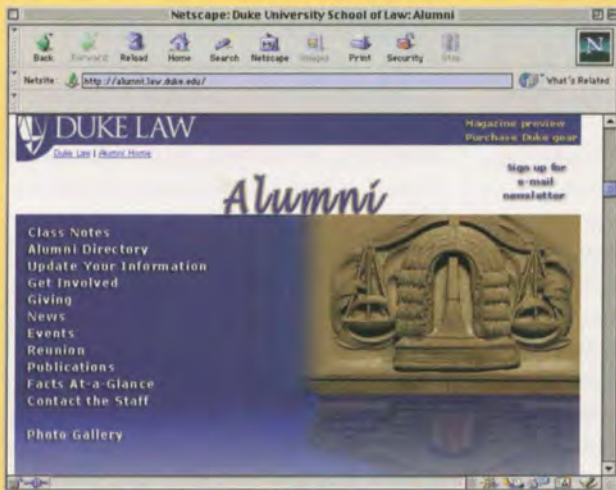 Netscape: Duke University School of Law: Alumni
Back Forward Reload Home Search Netscape Images Print Security Stop
N
Netsite: http://alumni.law.duke.edu/ What's Related
DUKE LAW
Magazine preview
Purchase Duke gear
Duke Law | Alumni Home
Sign up for
e-mail
newsletter
Alumni
Class Notes
Alumni Directory
Update Your Information
Get Involved
Giving
News
Events
Reunion
Publications
Facts At-a-Glance
Contact the Staff
Photo Gallery